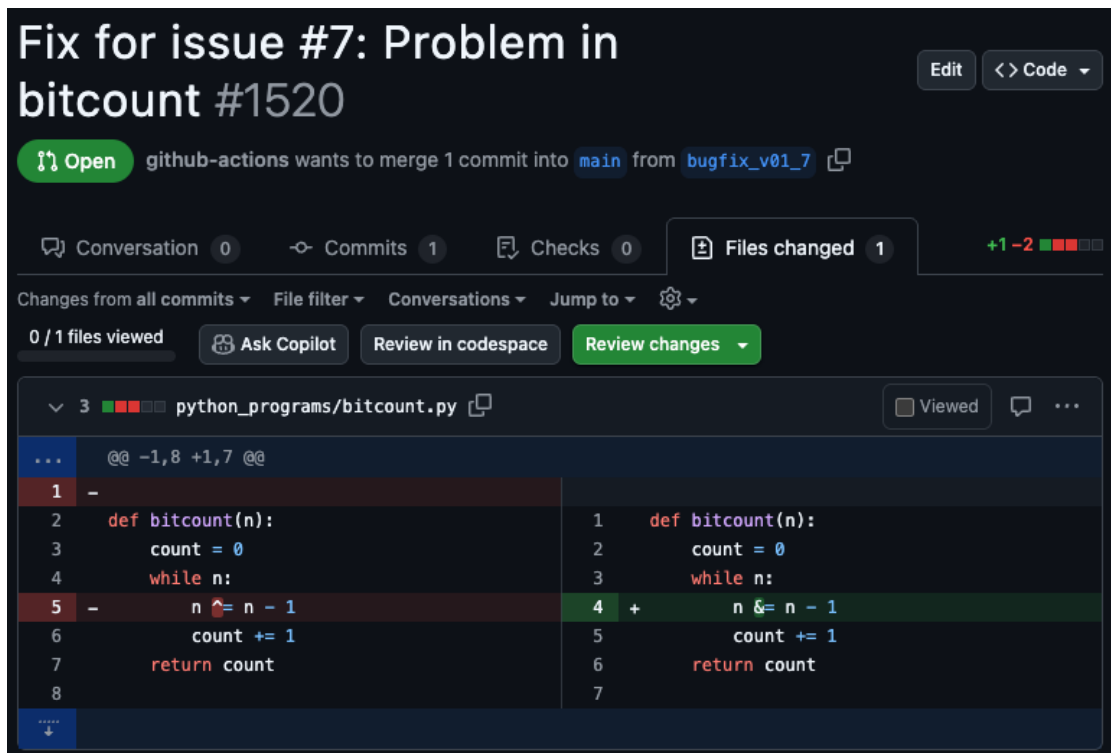 Fix for issue #7: Problem in
bitcount #1520
Edit
<> Code
Open
github-actions wants to merge 1 commit into main from bugfix_v01_7
Conversation 0
Commits 1
Checks 0
Files changed 1
+1 −2
Changes from all commits
File filter
Conversations
Jump to
0 / 1 files viewed
Ask Copilot
Review in codespace
Review changes
3 python_programs/bitcount.py
Viewed
...
@@ -1,8 +1,7 @@
1 -
2 def bitcount(n):
3 count = 0
4 while n:
5 - n ^= n - 1
6 count += 1
7 return count
8
1 def bitcount(n):
2 count = 0
3 while n:
4 + n &= n - 1
5 count += 1
6 return count
7